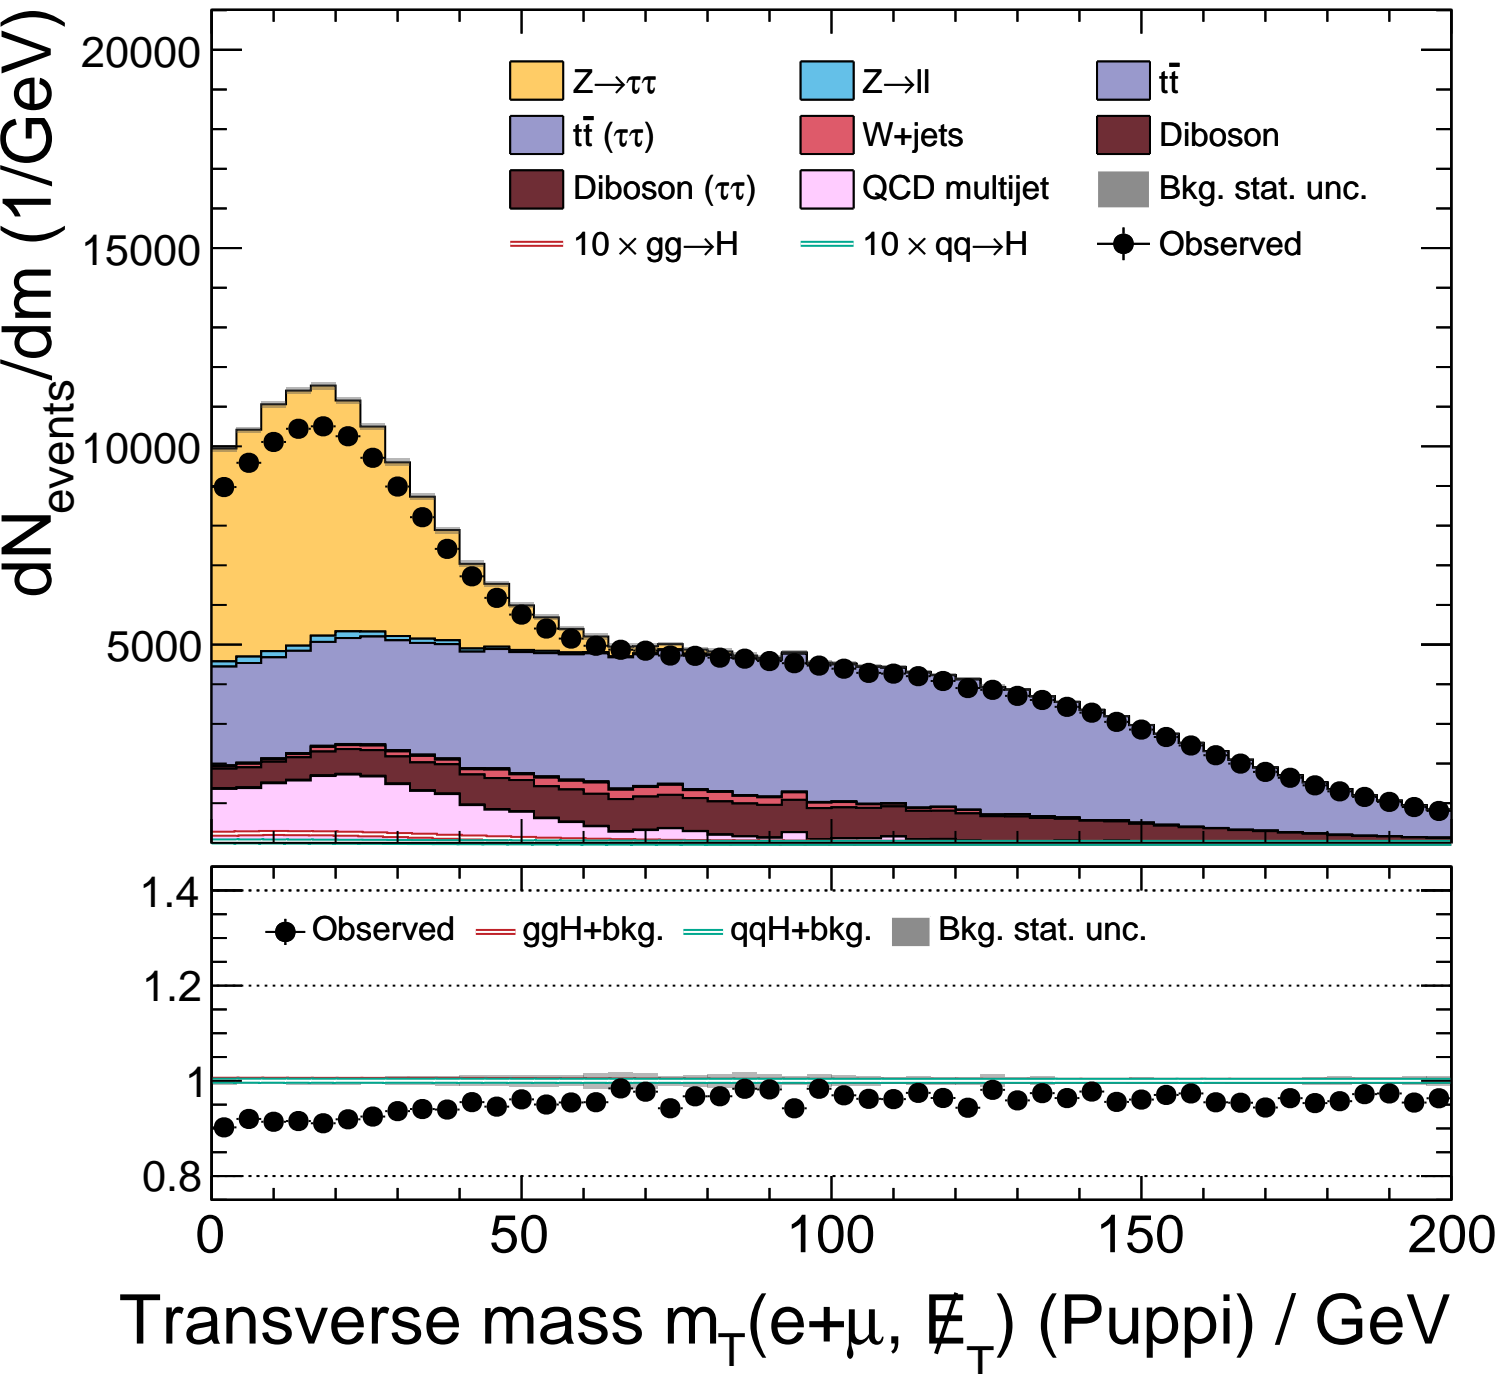 dN_events/dm (1/GeV)
20000
15000
10000
5000
Z→ττ Z→ll tt̄
tt̄ (ττ) W+jets Diboson
Diboson (ττ) QCD multijet Bkg. stat. unc.
10 × gg→H 10 × qq→H Observed
1.4
1.2
1
0.8
Observed ggH+bkg. qqH+bkg. Bkg. stat. unc.
0 50 100 150 200
Transverse mass m_T(e+μ, E̸_T) (Puppi) / GeV